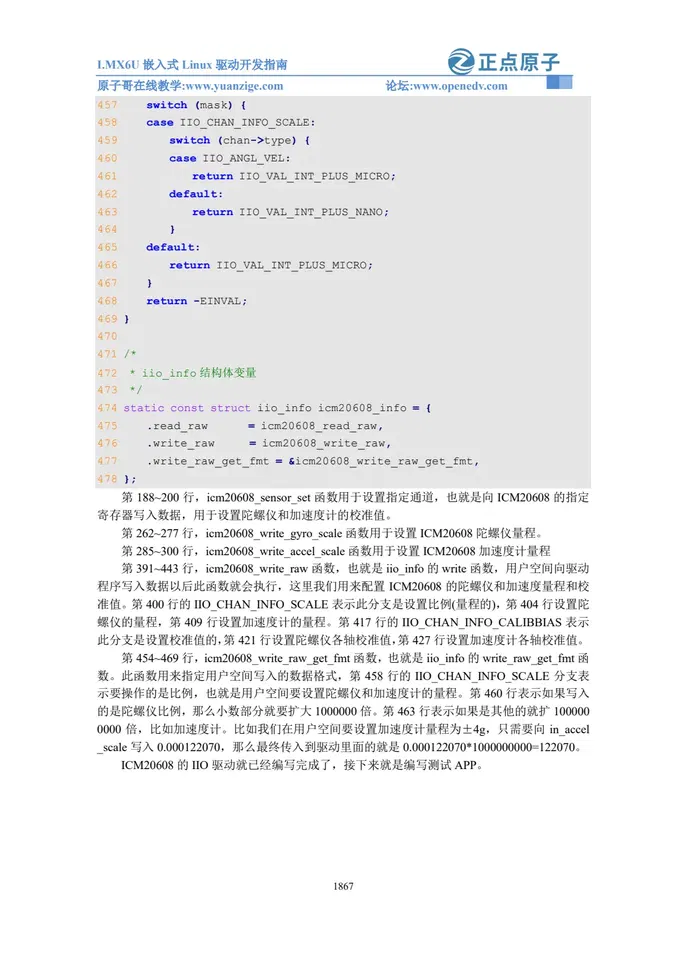 I.MX6U 嵌入式 Linux 驱动开发指南
正点原子
原子哥在线教学:www.yuanzige.com 论坛:www.openedv.com
457 switch (mask) {
458 case IIO_CHAN_INFO_SCALE:
459 switch (chan->type) {
460 case IIO_ANGL_VEL:
461 return IIO_VAL_INT_PLUS_MICRO;
462 default:
463 return IIO_VAL_INT_PLUS_NANO;
464 }
465 default:
466 return IIO_VAL_INT_PLUS_MICRO;
467 }
468 return -EINVAL;
469 }
470
471 /*
472 * iio_info 结构体变量
473 */
474 static const struct iio_info icm20608_info = {
475 .read_raw = icm20608_read_raw,
476 .write_raw = icm20608_write_raw,
477 .write_raw_get_fmt = &icm20608_write_raw_get_fmt,
478 };
第 188~200 行，icm20608_sensor_set 函数用于设置指定通道，也就是向 ICM20608 的指定
寄存器写入数据，用于设置陀螺仪和加速度计的校准值。
第 262~277 行，icm20608_write_gyro_scale 函数用于设置 ICM20608 陀螺仪量程。
第 285~300 行，icm20608_write_accel_scale 函数用于设置 ICM20608 加速度计量程
第 391~443 行，icm20608_write_raw 函数，也就是 iio_info 的 write 函数，用户空间向驱动
程序写入数据以后此函数就会执行，这里我们用来配置 ICM20608 的陀螺仪和加速度量程和校
准值。第 400 行的 IIO_CHAN_INFO_SCALE 表示此分支是设置比例(量程的)，第 404 行设置陀
螺仪的量程，第 409 行设置加速度计的量程。第 417 行的 IIO_CHAN_INFO_CALIBBIAS 表示
此分支是设置校准值的，第 421 行设置陀螺仪各轴校准值，第 427 行设置加速度计各轴校准值。
第 454~469 行，icm20608_write_raw_get_fmt 函数，也就是 iio_info 的 write_raw_get_fmt 函
数。此函数用来指定用户空间写入的数据格式，第 458 行的 IIO_CHAN_INFO_SCALE 分支表
示要操作的是比例，也就是用户空间要设置陀螺仪和加速度计的量程。第 460 行表示如果写入
的是陀螺仪比例，那么小数部分就要扩大 1000000 倍。第 463 行表示如果是其他的就扩 100000
0000 倍，比如加速度计。比如我们在用户空间要设置加速度计量程为±4g，只需要向 in_accel
_scale 写入 0.000122070，那么最终传入到驱动里面的就是 0.000122070*1000000000=122070。
ICM20608 的 IIO 驱动就已经编写完成了，接下来就是编写测试 APP。
1867